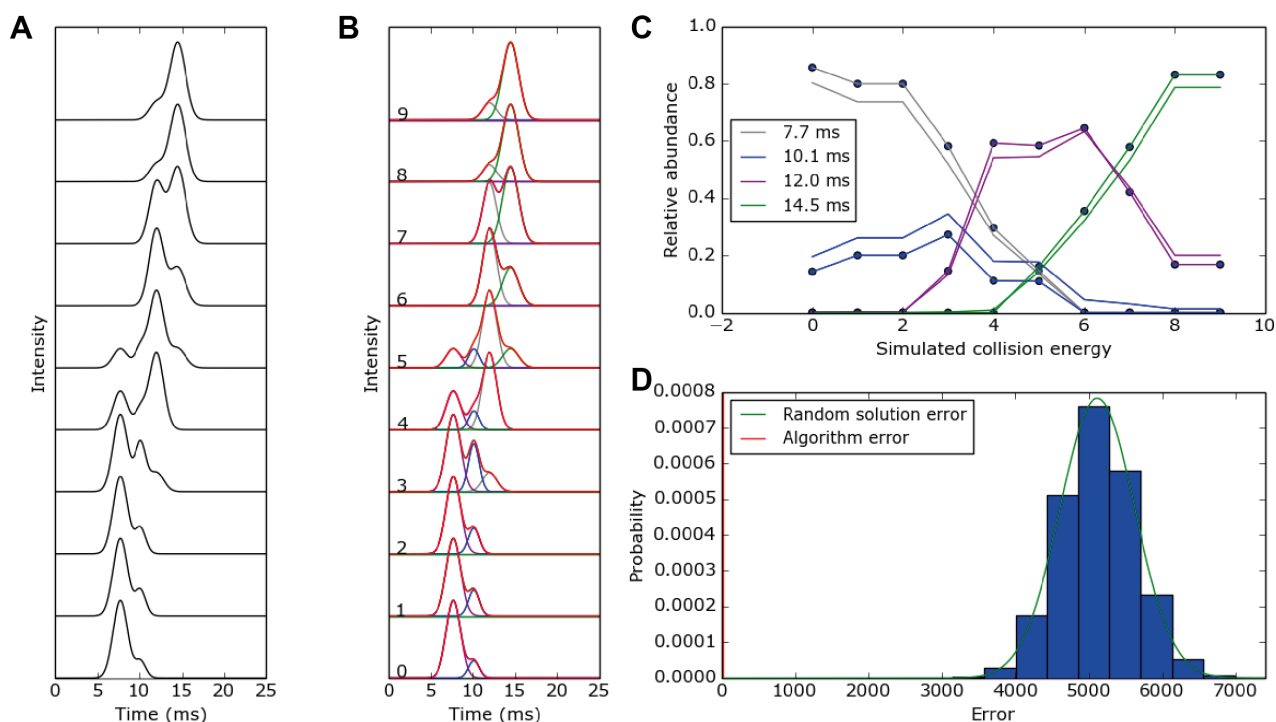 A
Intensity
0 5 10 15 20 25
Time (ms)
B
Intensity
9
8
7
6
5
4
3
2
1
0
0 5 10 15 20 25
Time (ms)
C
Relative abundance
1.0
0.8
0.6
0.4
0.2
0.0
7.7 ms
10.1 ms
12.0 ms
14.5 ms
−2 0 2 4 6 8 10
Simulated collision energy
D
Probability
0.0008
0.0007
0.0006
0.0005
0.0004
0.0003
0.0002
0.0001
0.0000
Random solution error
Algorithm error
0 1000 2000 3000 4000 5000 6000 7000
Error